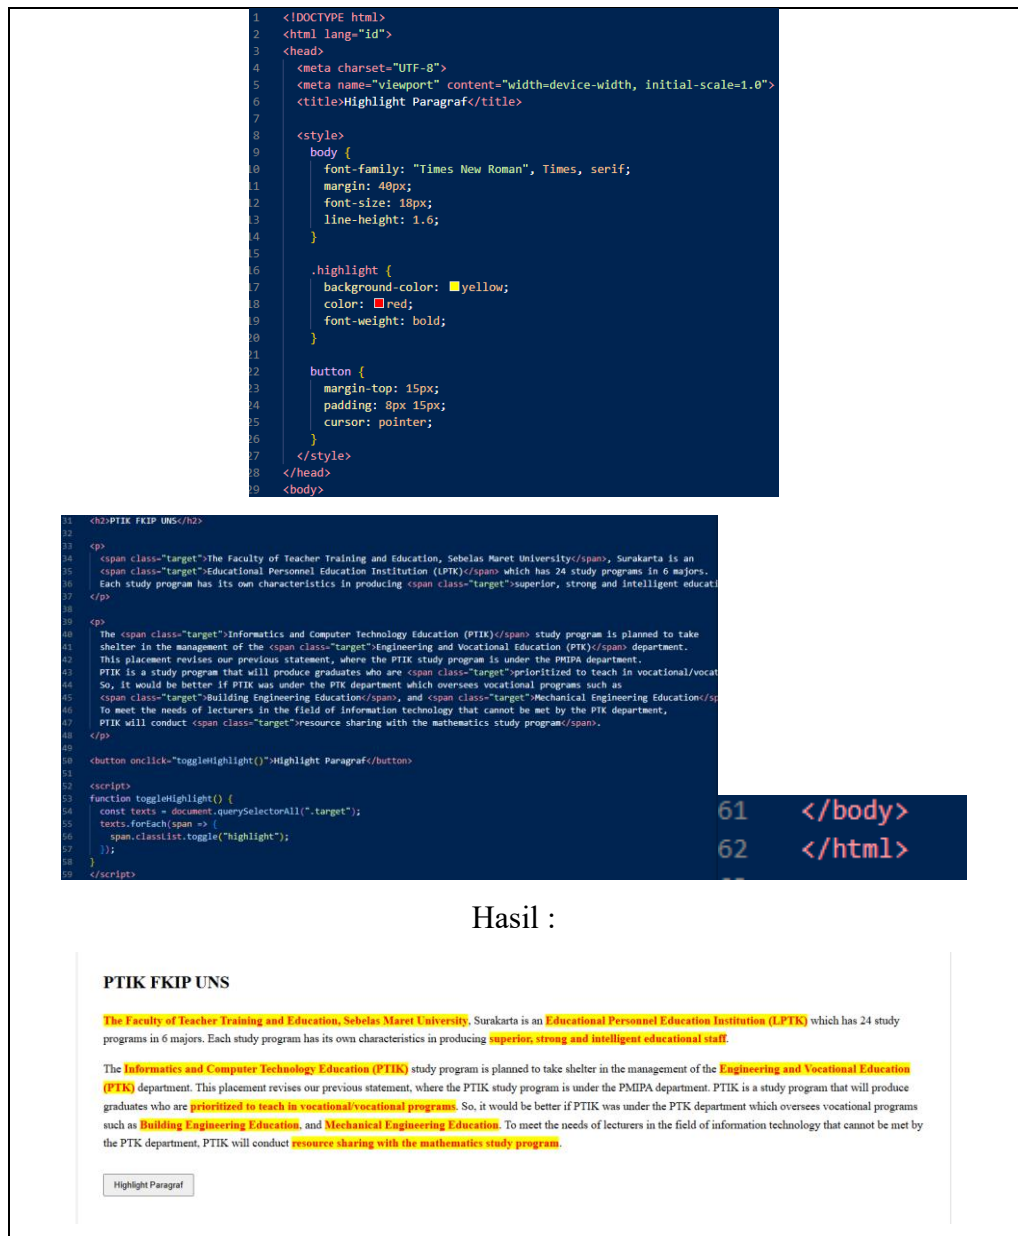 1 <!DOCTYPE html>
2 <html lang="id">
3 <head>
4 <meta charset="UTF-8">
5 <meta name="viewport" content="width=device-width, initial-scale=1.0">
6 <title>Highlight Paragraf</title>
7
8 <style>
9 body {
10 font-family: "Times New Roman", Times, serif;
11 margin: 40px;
12 font-size: 18px;
13 line-height: 1.6;
14 }
15
16 .highlight {
17 background-color: yellow;
18 color: red;
19 font-weight: bold;
20 }
21
22 button {
23 margin-top: 15px;
24 padding: 8px 15px;
25 cursor: pointer;
26 }
27 </style>
28 </head>
29 <body>
31 <h2>PTIK FKIP UNS</h2>
32
33 <p>
34 <span class="target">The Faculty of Teacher Training and Education, Sebelas Maret University</span>, Surakarta is an
35 <span class="target">Educational Personnel Education Institution (LPTK)</span> which has 24 study programs in 6 majors.
36 Each study program has its own characteristics in producing <span class="target">superior, strong and intelligent educati
37 </p>
38
39 <p>
40 The <span class="target">Informatics and Computer Technology Education (PTIK)</span> study program is planned to take
41 shelter in the management of the <span class="target">Engineering and Vocational Education (PTK)</span> department.
42 This placement revises our previous statement, where the PTIK study program is under the PMIPA department.
43 PTIK is a study program that will produce graduates who are <span class="target">prioritized to teach in vocational/vocat
44 So, it would be better if PTIK was under the PTK department which oversees vocational programs such as
45 <span class="target">Building Engineering Education</span>, and <span class="target">Mechanical Engineering Education</sp
46 To meet the needs of lecturers in the field of information technology that cannot be met by the PTK department,
47 PTIK will conduct <span class="target">resource sharing with the mathematics study program</span>.
48 </p>
49
50 <button onclick="toggleHighlight()">Highlight Paragraf</button>
51
52 <script>
53 function toggleHighlight() {
54 const texts = document.querySelectorAll(".target");
55 texts.forEach(span => {
56 span.classList.toggle("highlight");
57 });
58 }
59 </script>
61 </body>
62 </html>
Hasil :
PTIK FKIP UNS
The Faculty of Teacher Training and Education, Sebelas Maret University, Surakarta is an Educational Personnel Education Institution (LPTK) which has 24 study
programs in 6 majors. Each study program has its own characteristics in producing superior, strong and intelligent educational staff.
The Informatics and Computer Technology Education (PTIK) study program is planned to take shelter in the management of the Engineering and Vocational Education
(PTK) department. This placement revises our previous statement, where the PTIK study program is under the PMIPA department. PTIK is a study program that will produce
graduates who are prioritized to teach in vocational/vocational programs. So, it would be better if PTIK was under the PTK department which oversees vocational programs
such as Building Engineering Education, and Mechanical Engineering Education. To meet the needs of lecturers in the field of information technology that cannot be met by
the PTK department, PTIK will conduct resource sharing with the mathematics study program.
Highlight Paragraf